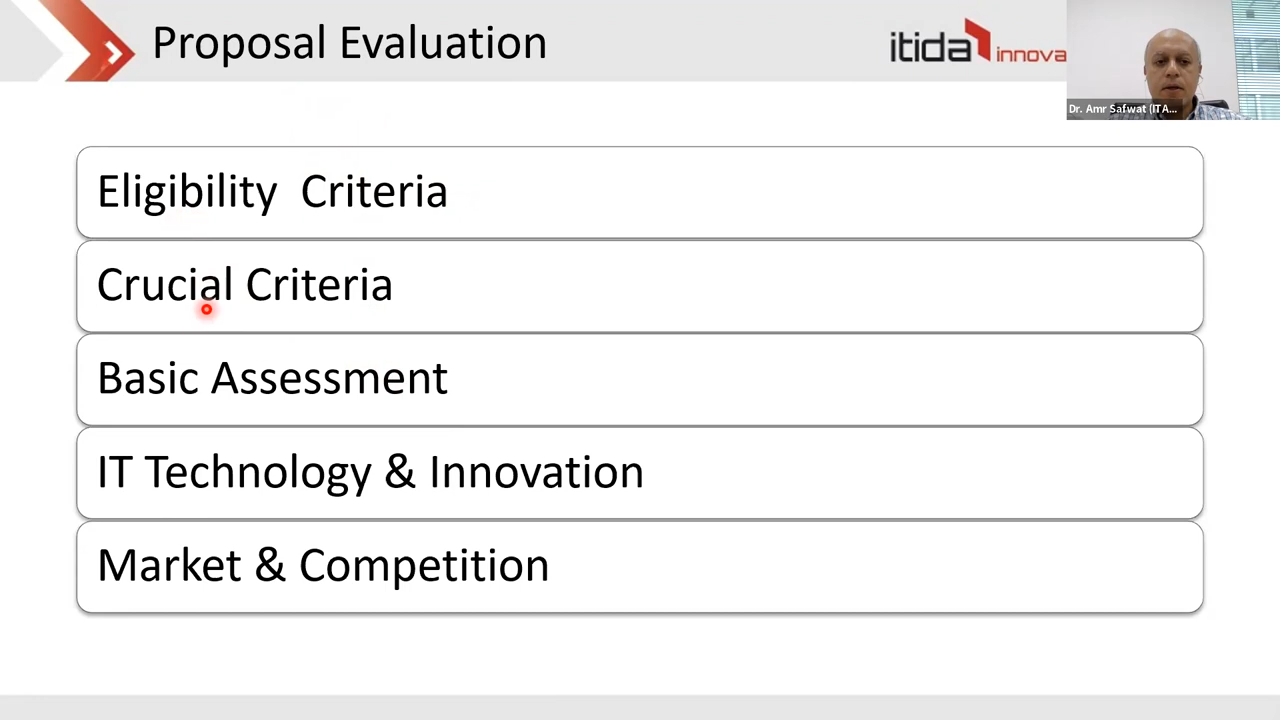 Proposal Evaluation
itida innova
Dr. Amr Safwat (ITA...
Eligibility Criteria
Crucial Criteria
Basic Assessment
IT Technology & Innovation
Market & Competition